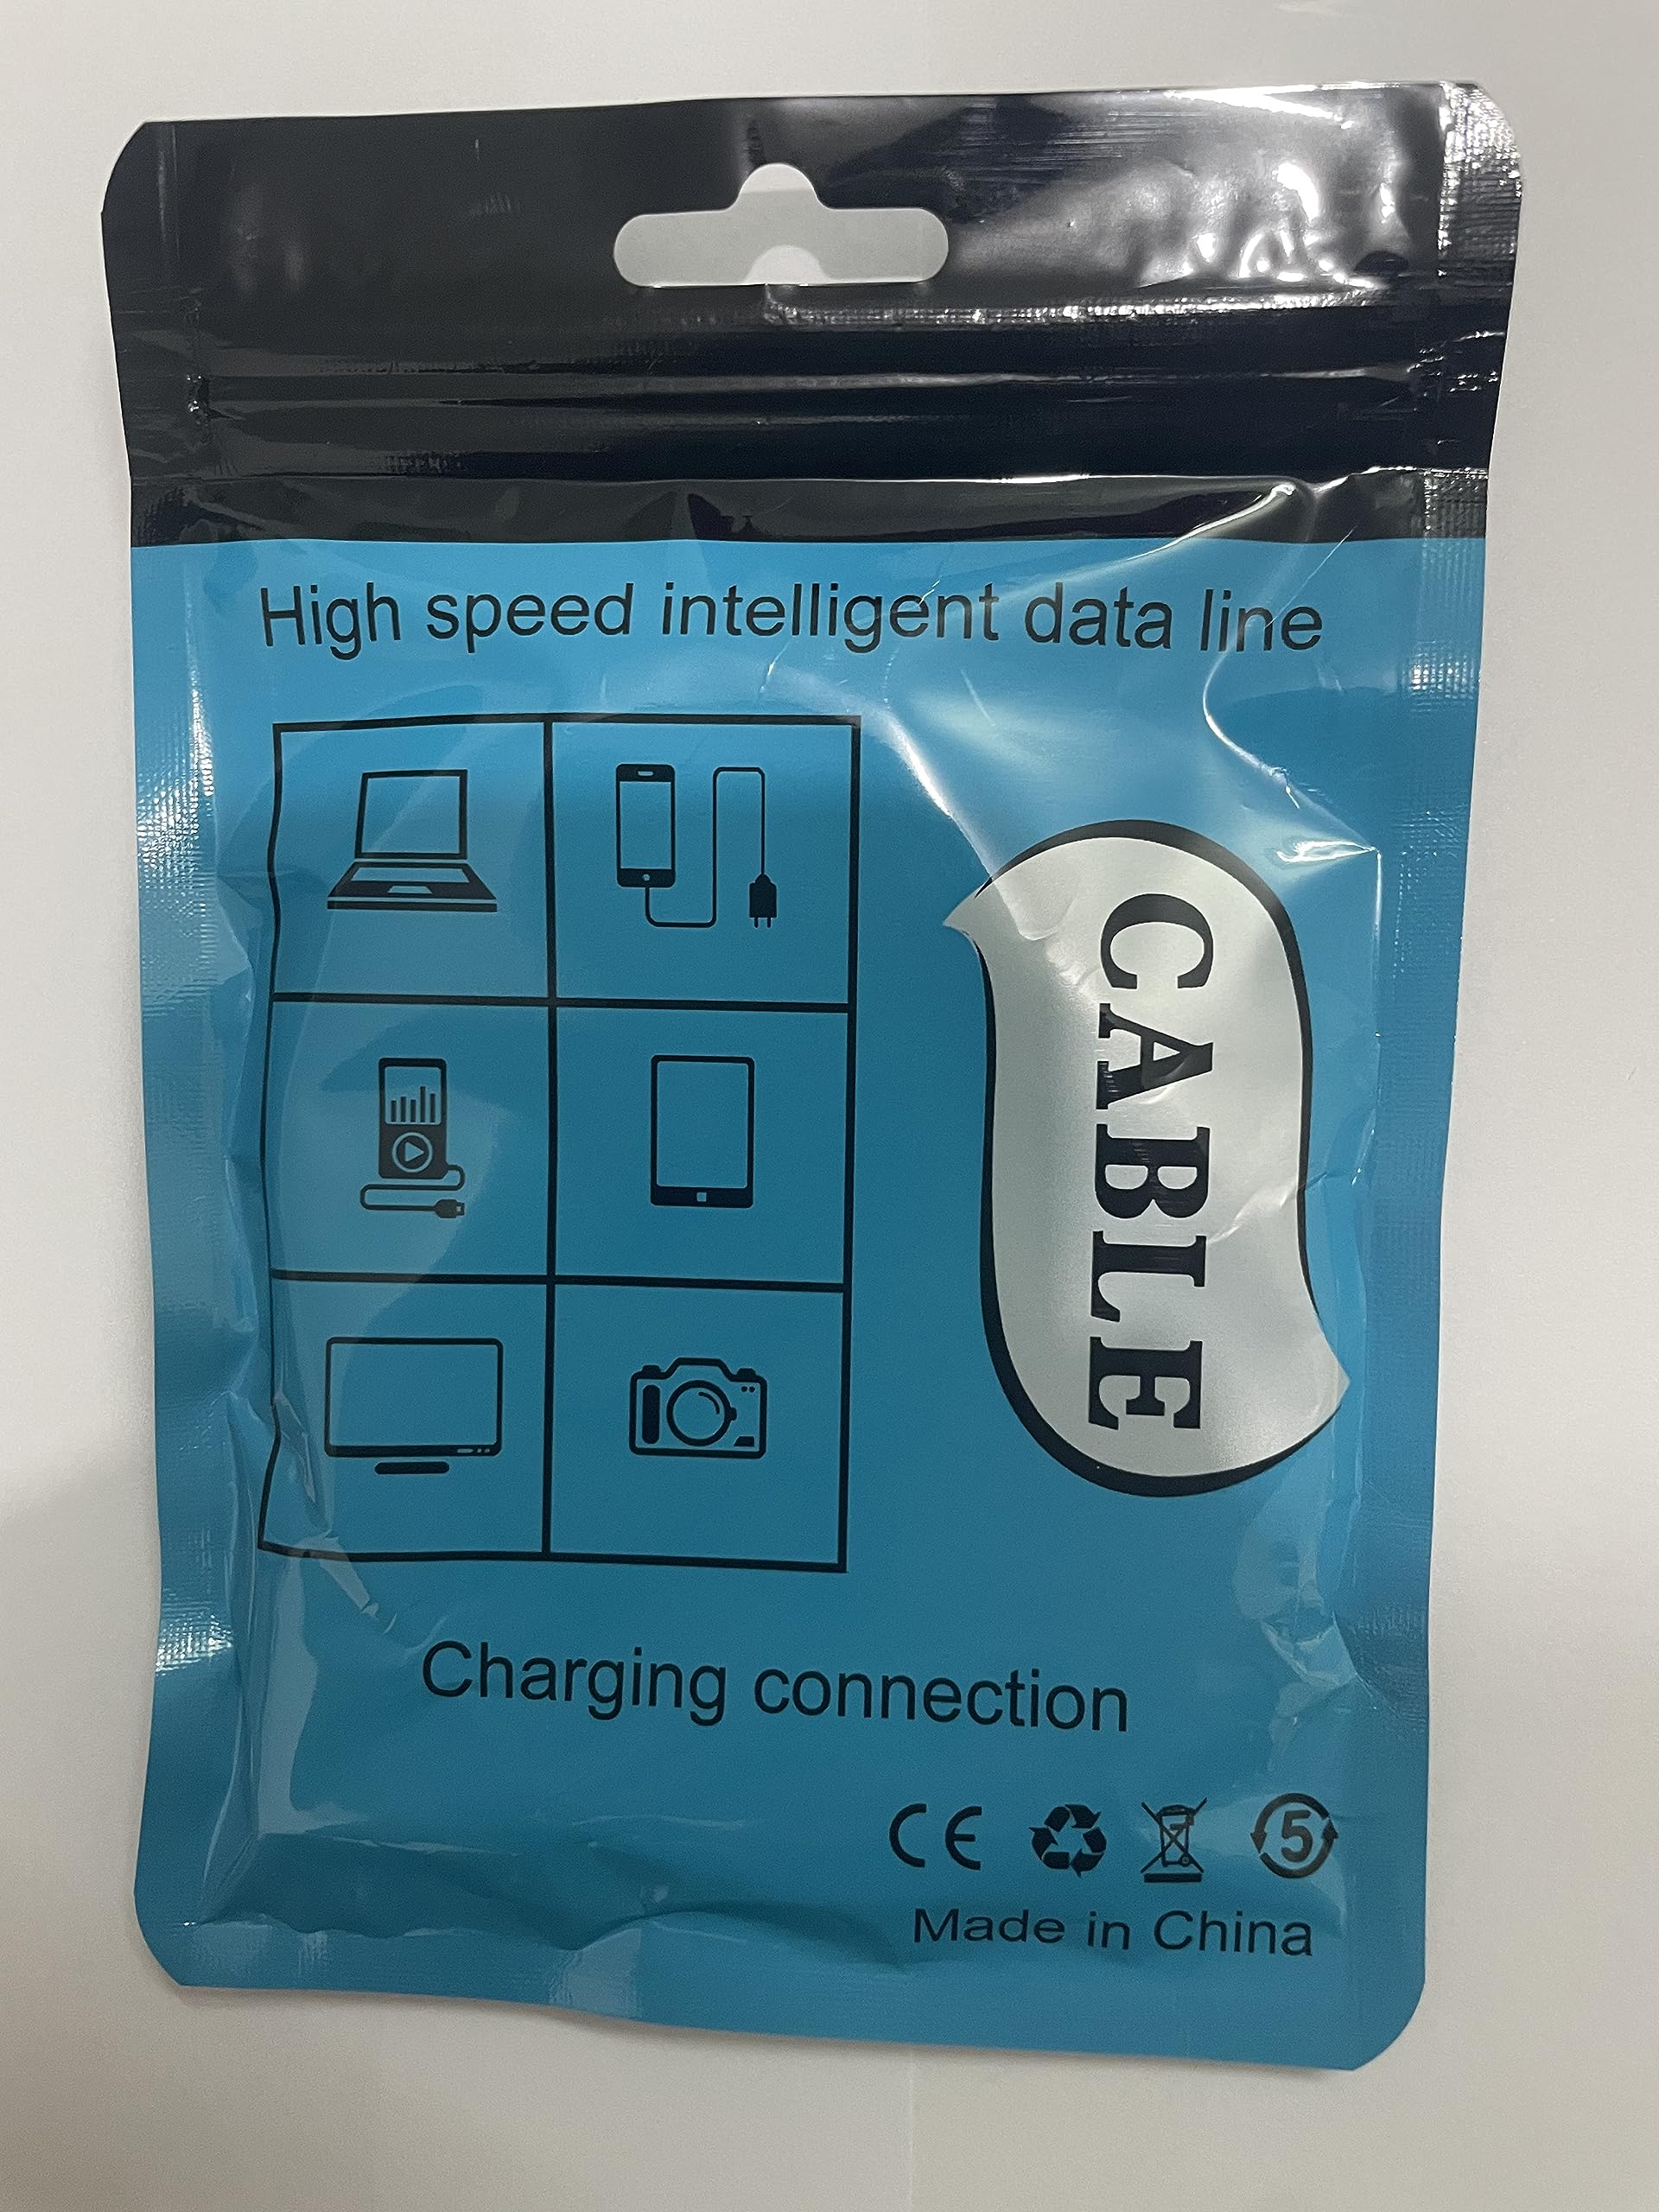 High speed intelligent data line
CABLE
Charging connection
CE
5
Made in China